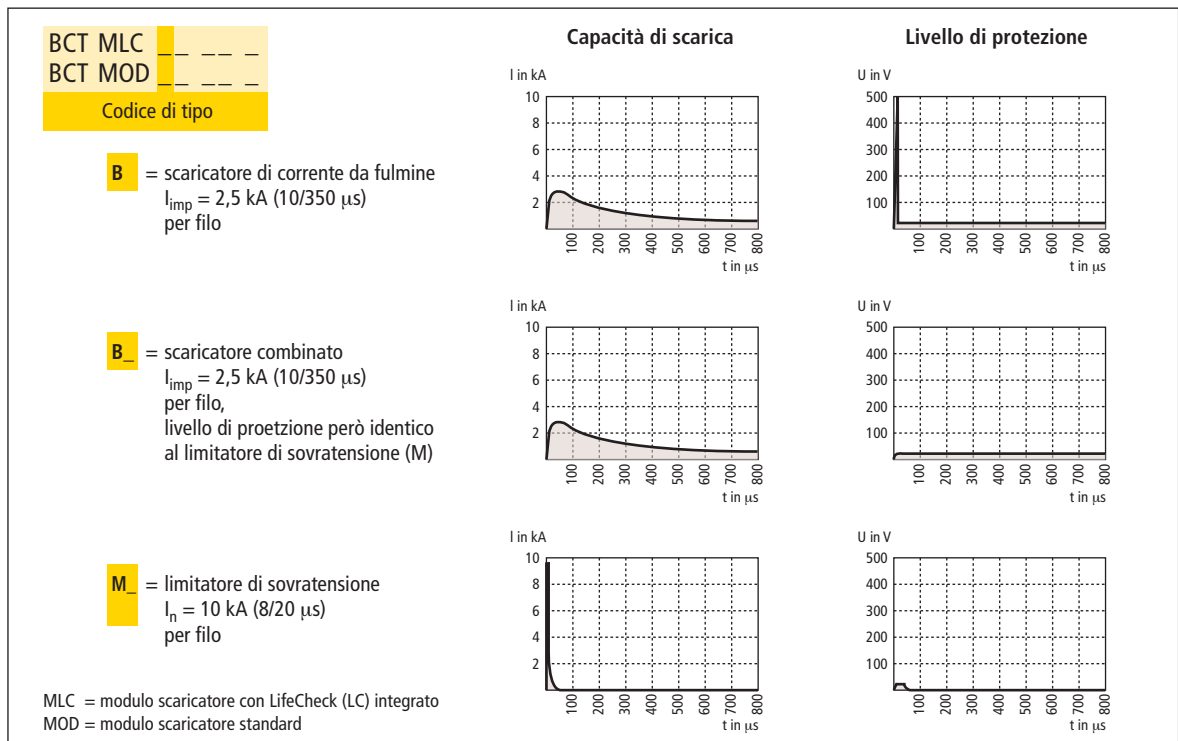 BCT MLC _ _ _ _ _
BCT MOD _ _ _ _ _
Codice di tipo
Capacità di scarica
Livello di protezione
B = scaricatore di corrente da fulmine
Iimp = 2,5 kA (10/350 µs)
per filo
I in kA
10
8
6
4
2
100
200
300
400
500
600
700
800
t in µs
U in V
500
400
300
200
100
100
200
300
400
500
600
700
800
t in µs
B_ = scaricatore combinato
Iimp = 2,5 kA (10/350 µs)
per filo,
livello di proetzione però identico
al limitatore di sovratensione (M)
I in kA
10
8
6
4
2
100
200
300
400
500
600
700
800
t in µs
U in V
500
400
300
200
100
100
200
300
400
500
600
700
800
t in µs
M_ = limitatore di sovratensione
In = 10 kA (8/20 µs)
per filo
I in kA
10
8
6
4
2
100
200
300
400
500
600
700
800
t in µs
U in V
500
400
300
200
100
100
200
300
400
500
600
700
800
t in µs
MLC = modulo scaricatore con LifeCheck (LC) integrato
MOD = modulo scaricatore standard